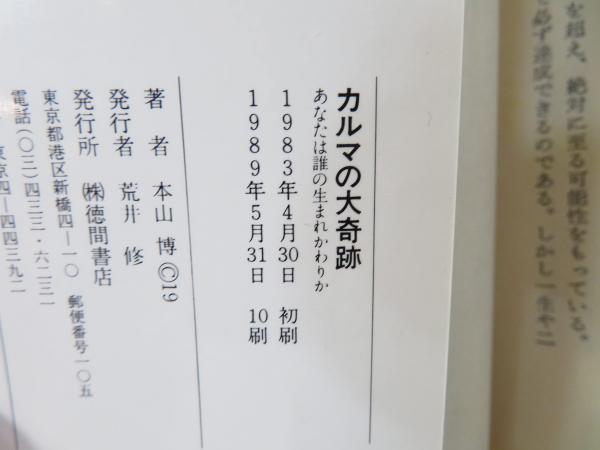 を超え、絶対に至る可能性をもっている。
必ず達成できるのである。しかし一生や二
カルマの大奇跡
あなたは誰の生まれかわりか
1983年4月30日 初刷
1989年5月31日 10刷
著者 本山 博 ©19
発行者 荒井 修
発行所 ㈱徳間書店
東京都港区新橋四―一〇 郵便番号一〇五
電話(〇三)四三三・六二三一
東京四―四四三九二